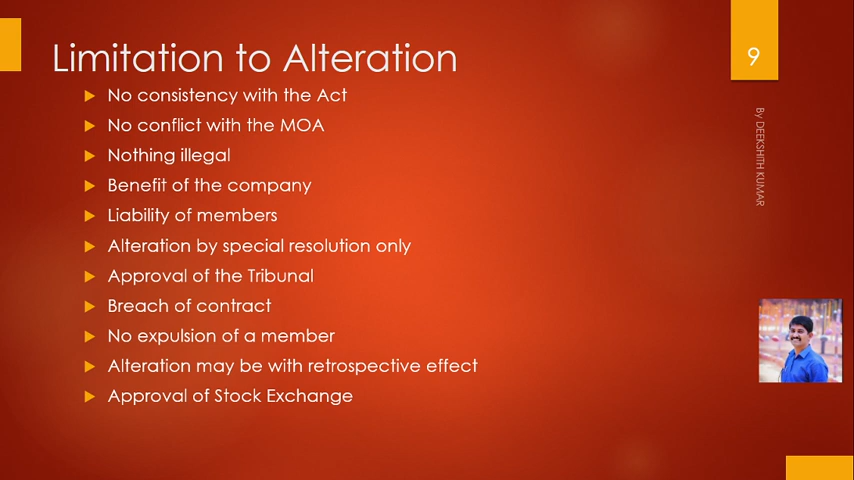 Limitation to Alteration
9
No consistency with the Act
No conflict with the MOA
Nothing illegal
Benefit of the company
Liability of members
Alteration by special resolution only
Approval of the Tribunal
Breach of contract
No expulsion of a member
Alteration may be with retrospective effect
Approval of Stock Exchange
By DEEKSHITH KUMAR